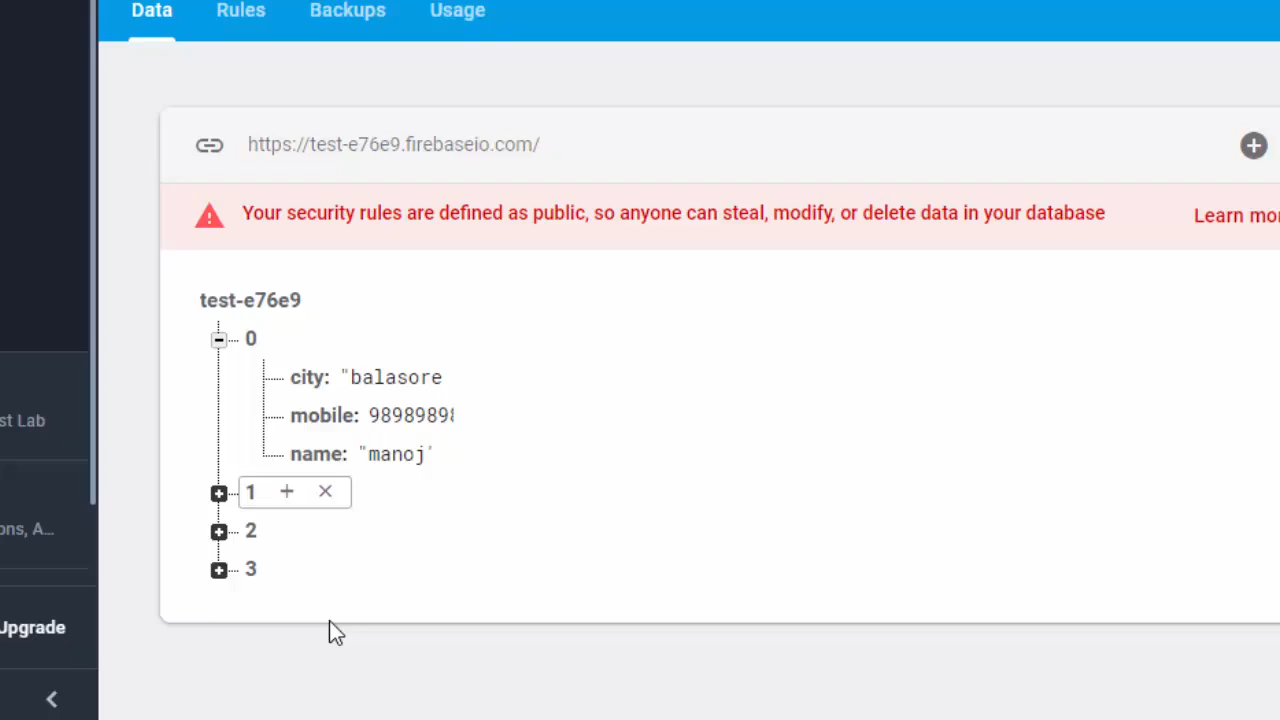 Data Rules Backups Usage
https://test-e76e9.firebaseio.com/
Your security rules are defined as public, so anyone can steal, modify, or delete data in your database Learn mor
test-e76e9
0
city: "balasore
mobile: 98989898
name: "manoj"
1
2
3
st Lab
ons, A...
Upgrade